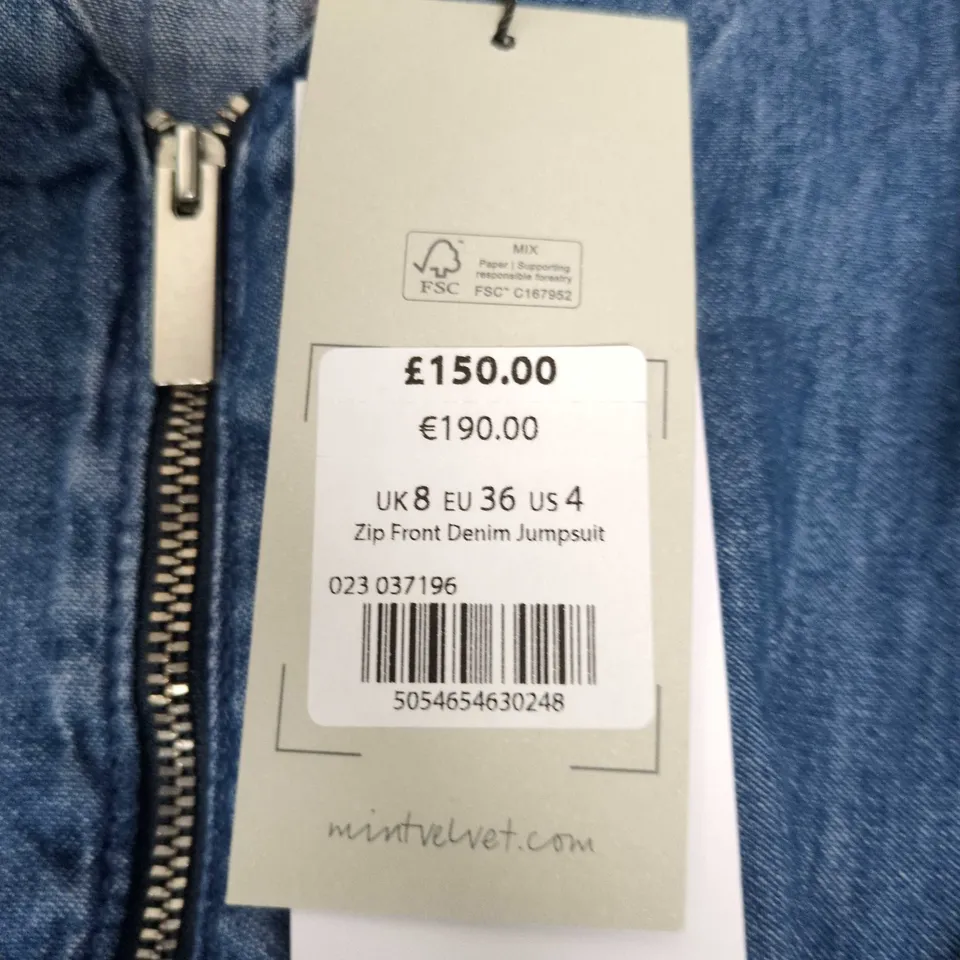 MIX
Paper | Supporting
responsible forestry
FSC™ C167952
FSC
£150.00
€190.00
UK 8 EU 36 US 4
Zip Front Denim Jumpsuit
023 037196
5054654630248
mintvelvet.com